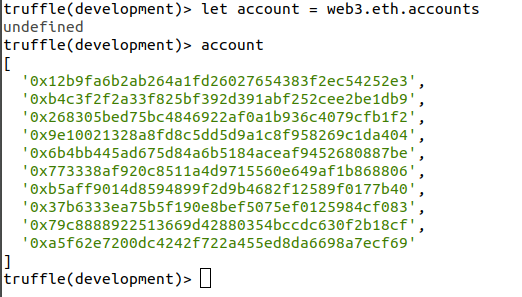 truffle(development)> let account = web3.eth.accounts
undefined
truffle(development)> account
[
  '0x12b9fa6b2ab264a1fd26027654383f2ec54252e3',
  '0xb4c3f2f2a33f825bf392d391abf252cee2be1db9',
  '0x268305bed75bc4846922af0a1b936c4079cfb1f2',
  '0x9e10021328a8fd8c5dd5d9a1c8f958269c1da404',
  '0x6b4bb445ad675d84a6b5184aceaf9452680887be',
  '0x773338af920c8511a4d9715560e649af1b868806',
  '0xb5aff9014d8594899f2d9b4682f12589f0177b40',
  '0x37b6333ea75b5f190e8bef5075ef0125984cf083',
  '0x79c8888922513669d42880354bccdc630f2b18cf',
  '0xa5f62e7200dc4242f722a455ed8da6698a7ecf69'
]
truffle(development)>